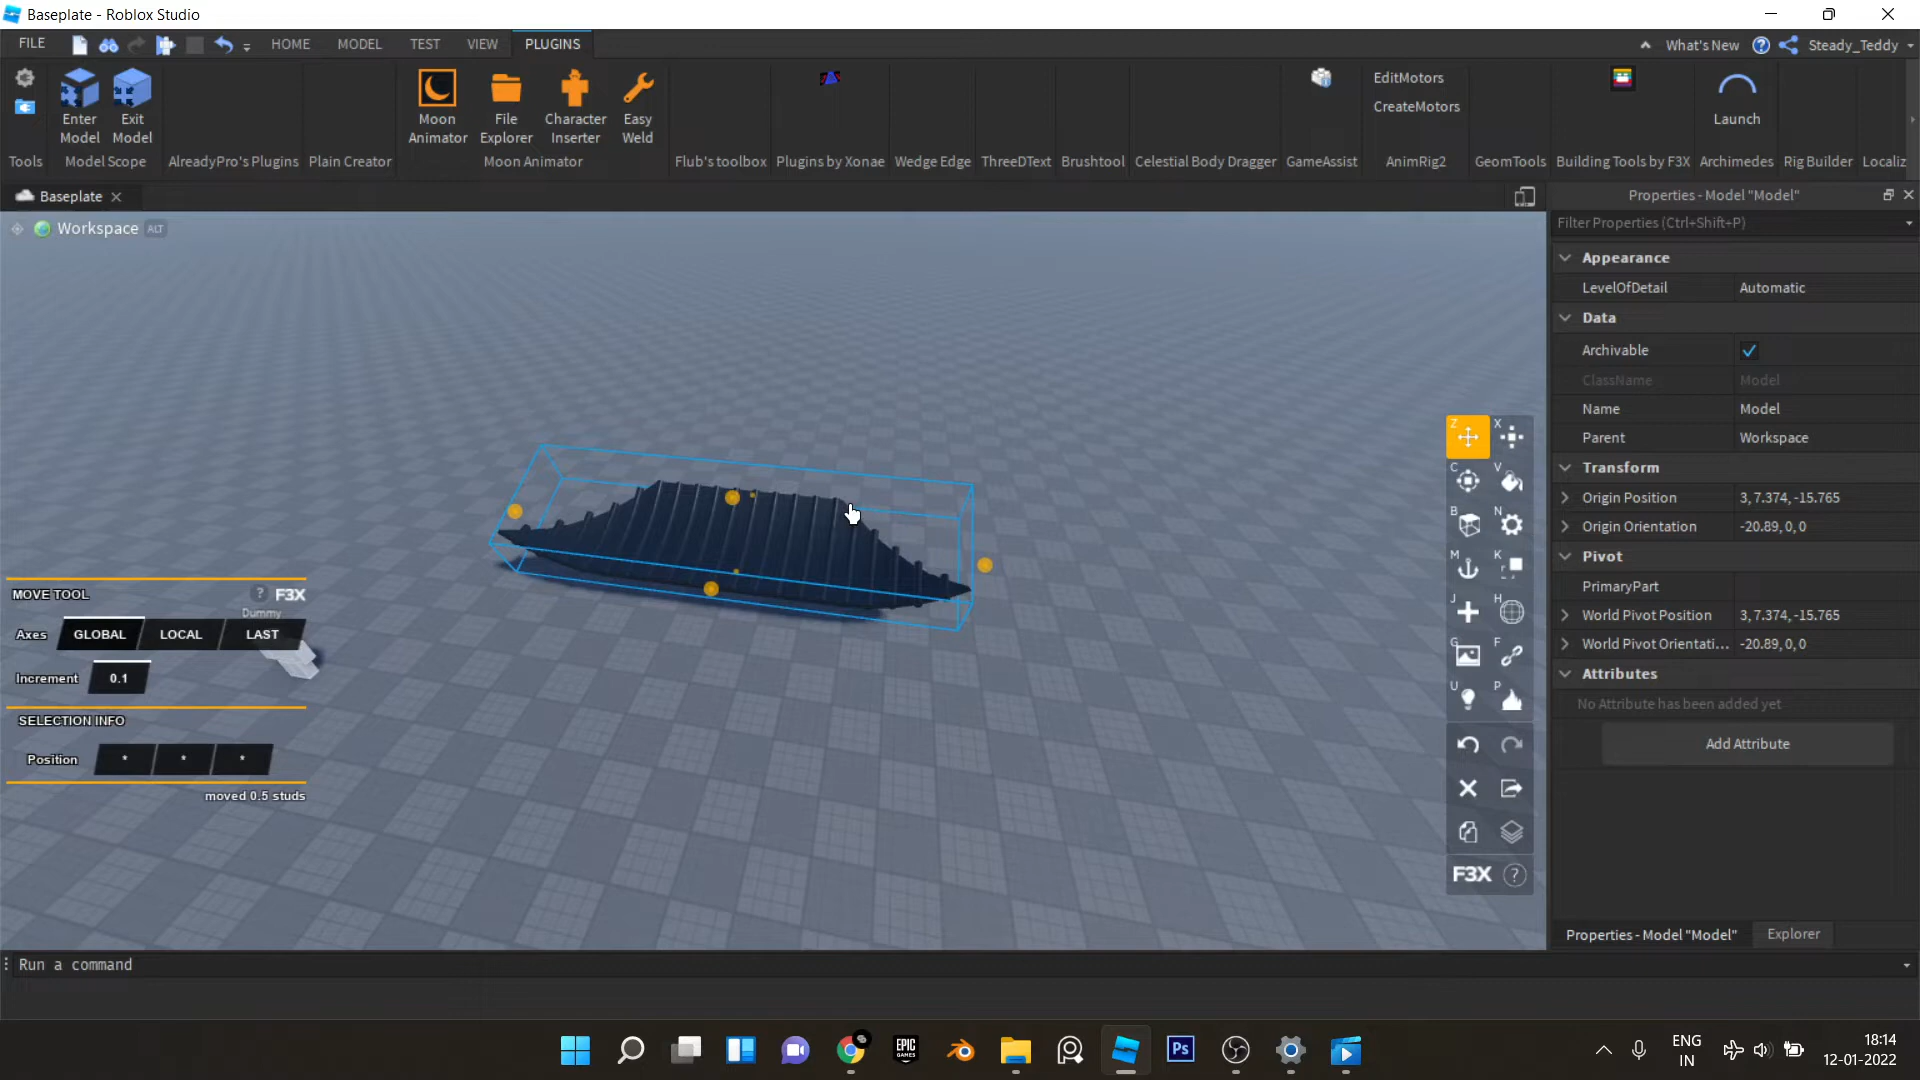 Baseplate - Roblox Studio
FILE HOME MODEL TEST VIEW PLUGINS What's New Steady_Teddy
Enter Model
Exit Model
Moon Animator
File Explorer
Character Inserter
Easy Weld
EditMotors
CreateMotors
Launch
Tools Model Scope AlreadyPro's Plugins Plain Creator Moon Animator Flub's toolbox Plugins by Xonae Wedge Edge ThreeDText Brushtool Celestial Body Dragger GameAssist AnimRig2 GeomTools Building Tools by F3X Archimedes Rig Builder Localiz
Baseplate
Properties - Model "Model"
Workspace ALT
Filter Properties (Ctrl+Shift+P)
Appearance
LevelOfDetail Automatic
Data
Archivable
ClassName Model
Name Model
Parent Workspace
Transform
Origin Position 3, 7.374, -15.765
Origin Orientation -20.89, 0, 0
Pivot
PrimaryPart
World Pivot Position 3, 7.374, -15.765
World Pivot Orientati... -20.89, 0, 0
Attributes
No Attribute has been added yet
Add Attribute
Z X
C V
B N
M K
J H
G F
U P
F3X ?
MOVE TOOL ? F3X
Dummy
Axes GLOBAL LOCAL LAST
Increment 0.1
SELECTION INFO
Position * * *
moved 0.5 studs
Properties - Model "Model" Explorer
Run a command
EPIC GAMES
Ps
ENG
IN
18:14
12-01-2022